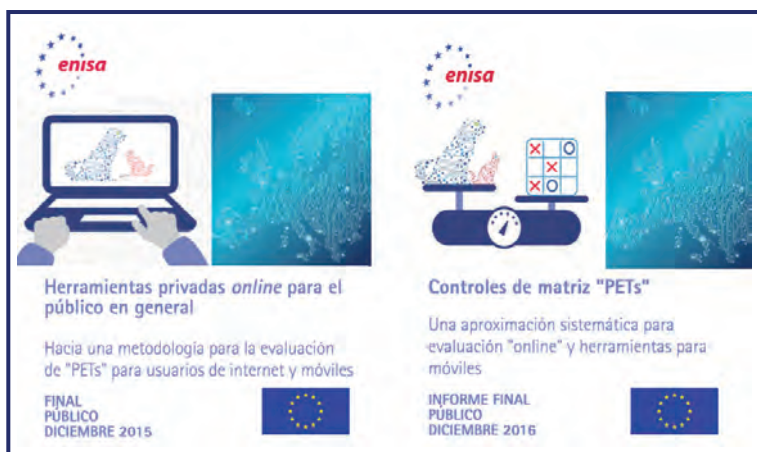 enisa
Herramientas privadas online para el
público en general
Hacia una metodología para la evaluación
de "PETs" para usuarios de internet y móviles
FINAL
PÚBLICO
DICIEMBRE 2015
enisa
X O
X
X O
Controles de matriz "PETs"
Una aproximación sistemática para
evaluación "online" y herramientas para
móviles
INFORME FINAL
PÚBLICO
DICIEMBRE 2016